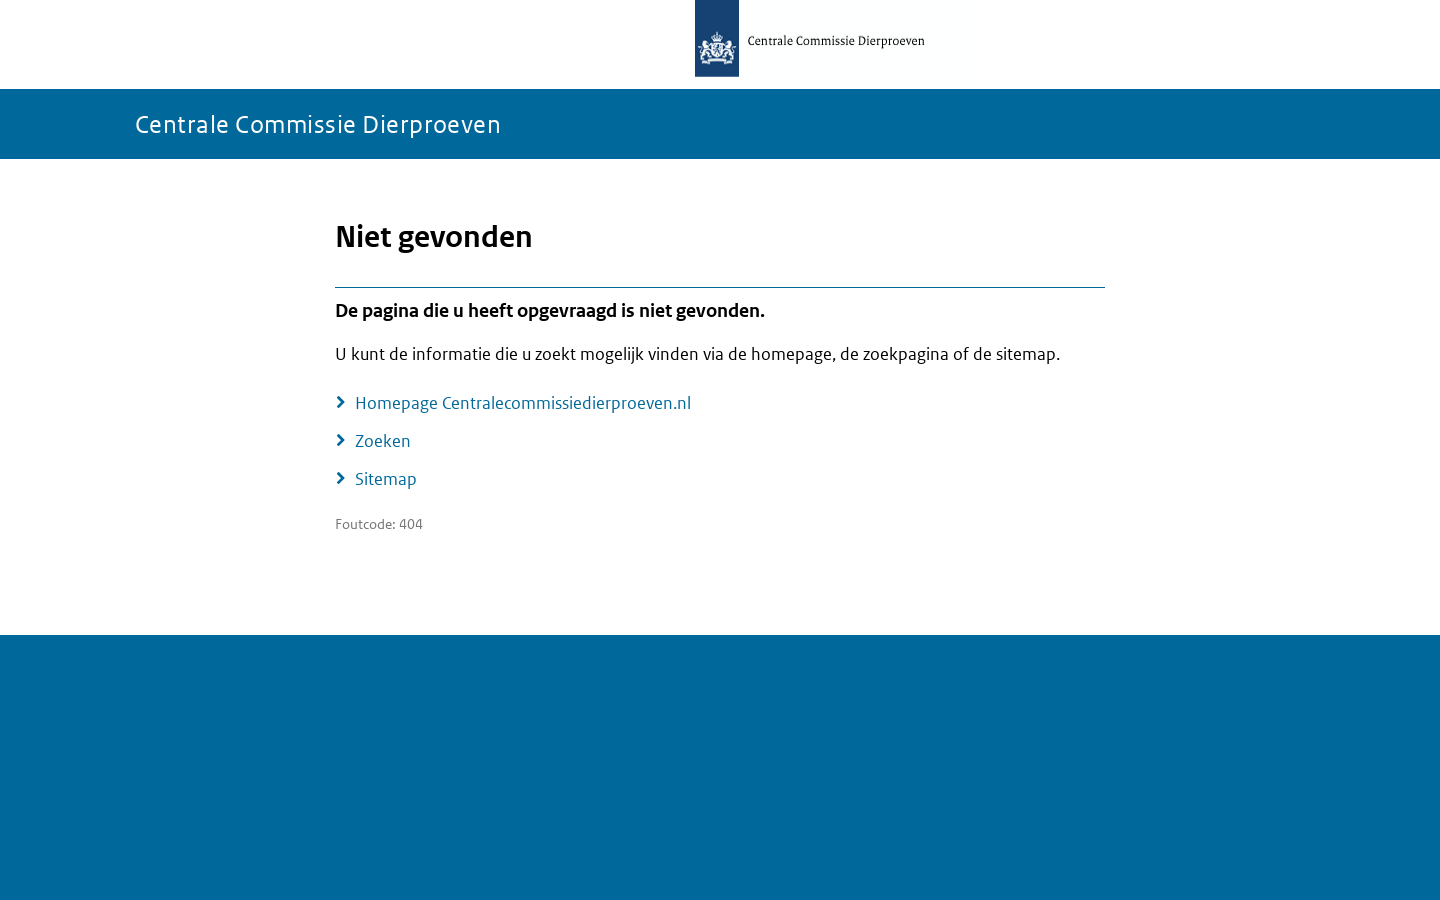 Centrale Commissie Dierproeven
Centrale Commissie Dierproeven
Niet gevonden
De pagina die u heeft opgevraagd is niet gevonden.
U kunt de informatie die u zoekt mogelijk vinden via de homepage, de zoekpagina of de sitemap.
Homepage Centralecommissiedierproeven.nl
Zoeken
Sitemap
Foutcode: 404